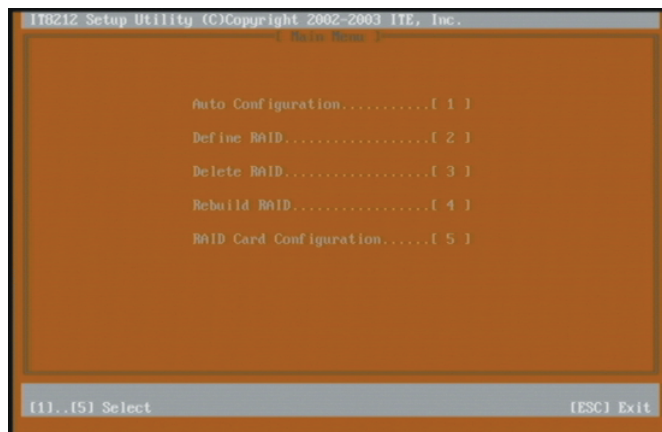 IT8212 Setup Utility (C)Copyright 2002-2003 ITE, Inc.
[ Main Menu ]
Auto Configuration...........[ 1 ]
Define RAID.................[ 2 ]
Delete RAID.................[ 3 ]
Rebuild RAID................[ 4 ]
RAID Card Configuration......[ 5 ]
[1]..[5] Select
[ESC] Exit